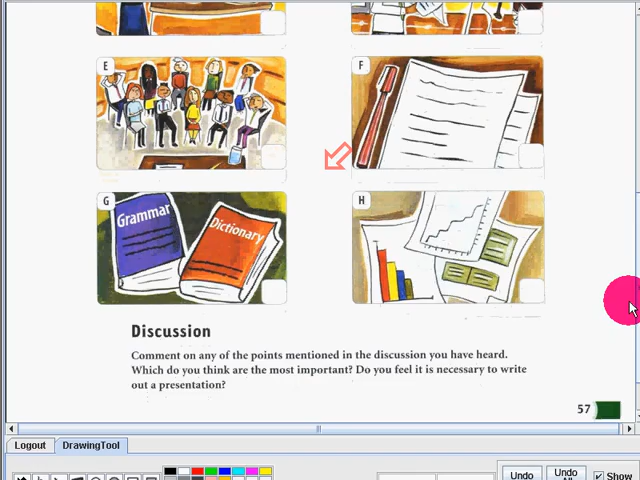 E
F
G
Grammar
Dictionary
H
Discussion
Comment on any of the points mentioned in the discussion you have heard.
Which do you think are the most important? Do you feel it is necessary to write
out a presentation?
57
Logout
DrawingTool
Undo
Undo
All
Show